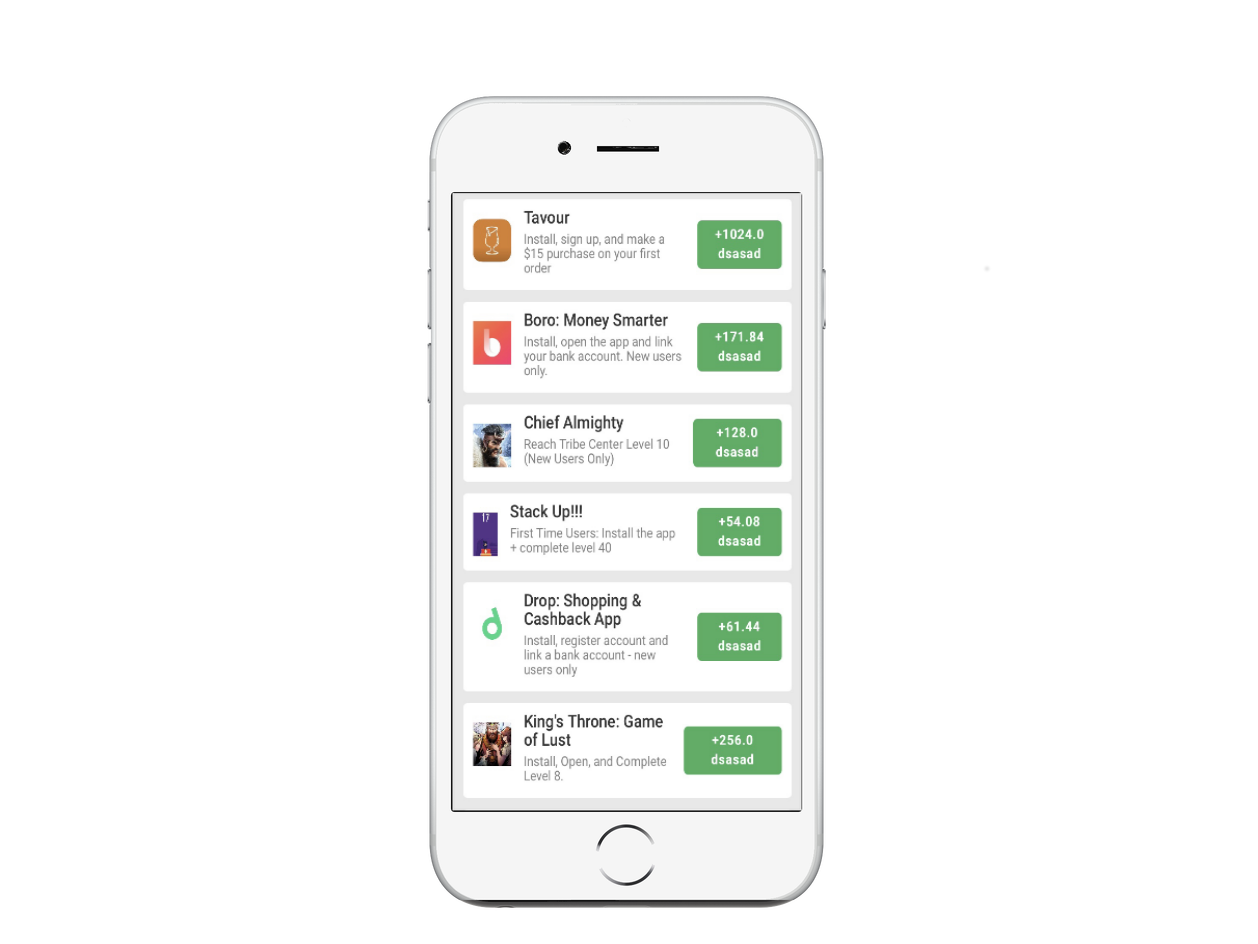 Tavour
Install, sign up, and make a
$15 purchase on your first
order
+1024.0
dsasad
Boro: Money Smarter
Install, open the app and link
your bank account. New users
only.
+171.84
dsasad
Chief Almighty
Reach Tribe Center Level 10
(New Users Only)
+128.0
dsasad
17
Stack Up!!!
First Time Users: Install the app
+ complete level 40
+54.08
dsasad
Drop: Shopping &
Cashback App
Install, register account and
link a bank account - new
users only
+61.44
dsasad
King's Throne: Game
of Lust
Install, Open, and Complete
Level 8.
+256.0
dsasad